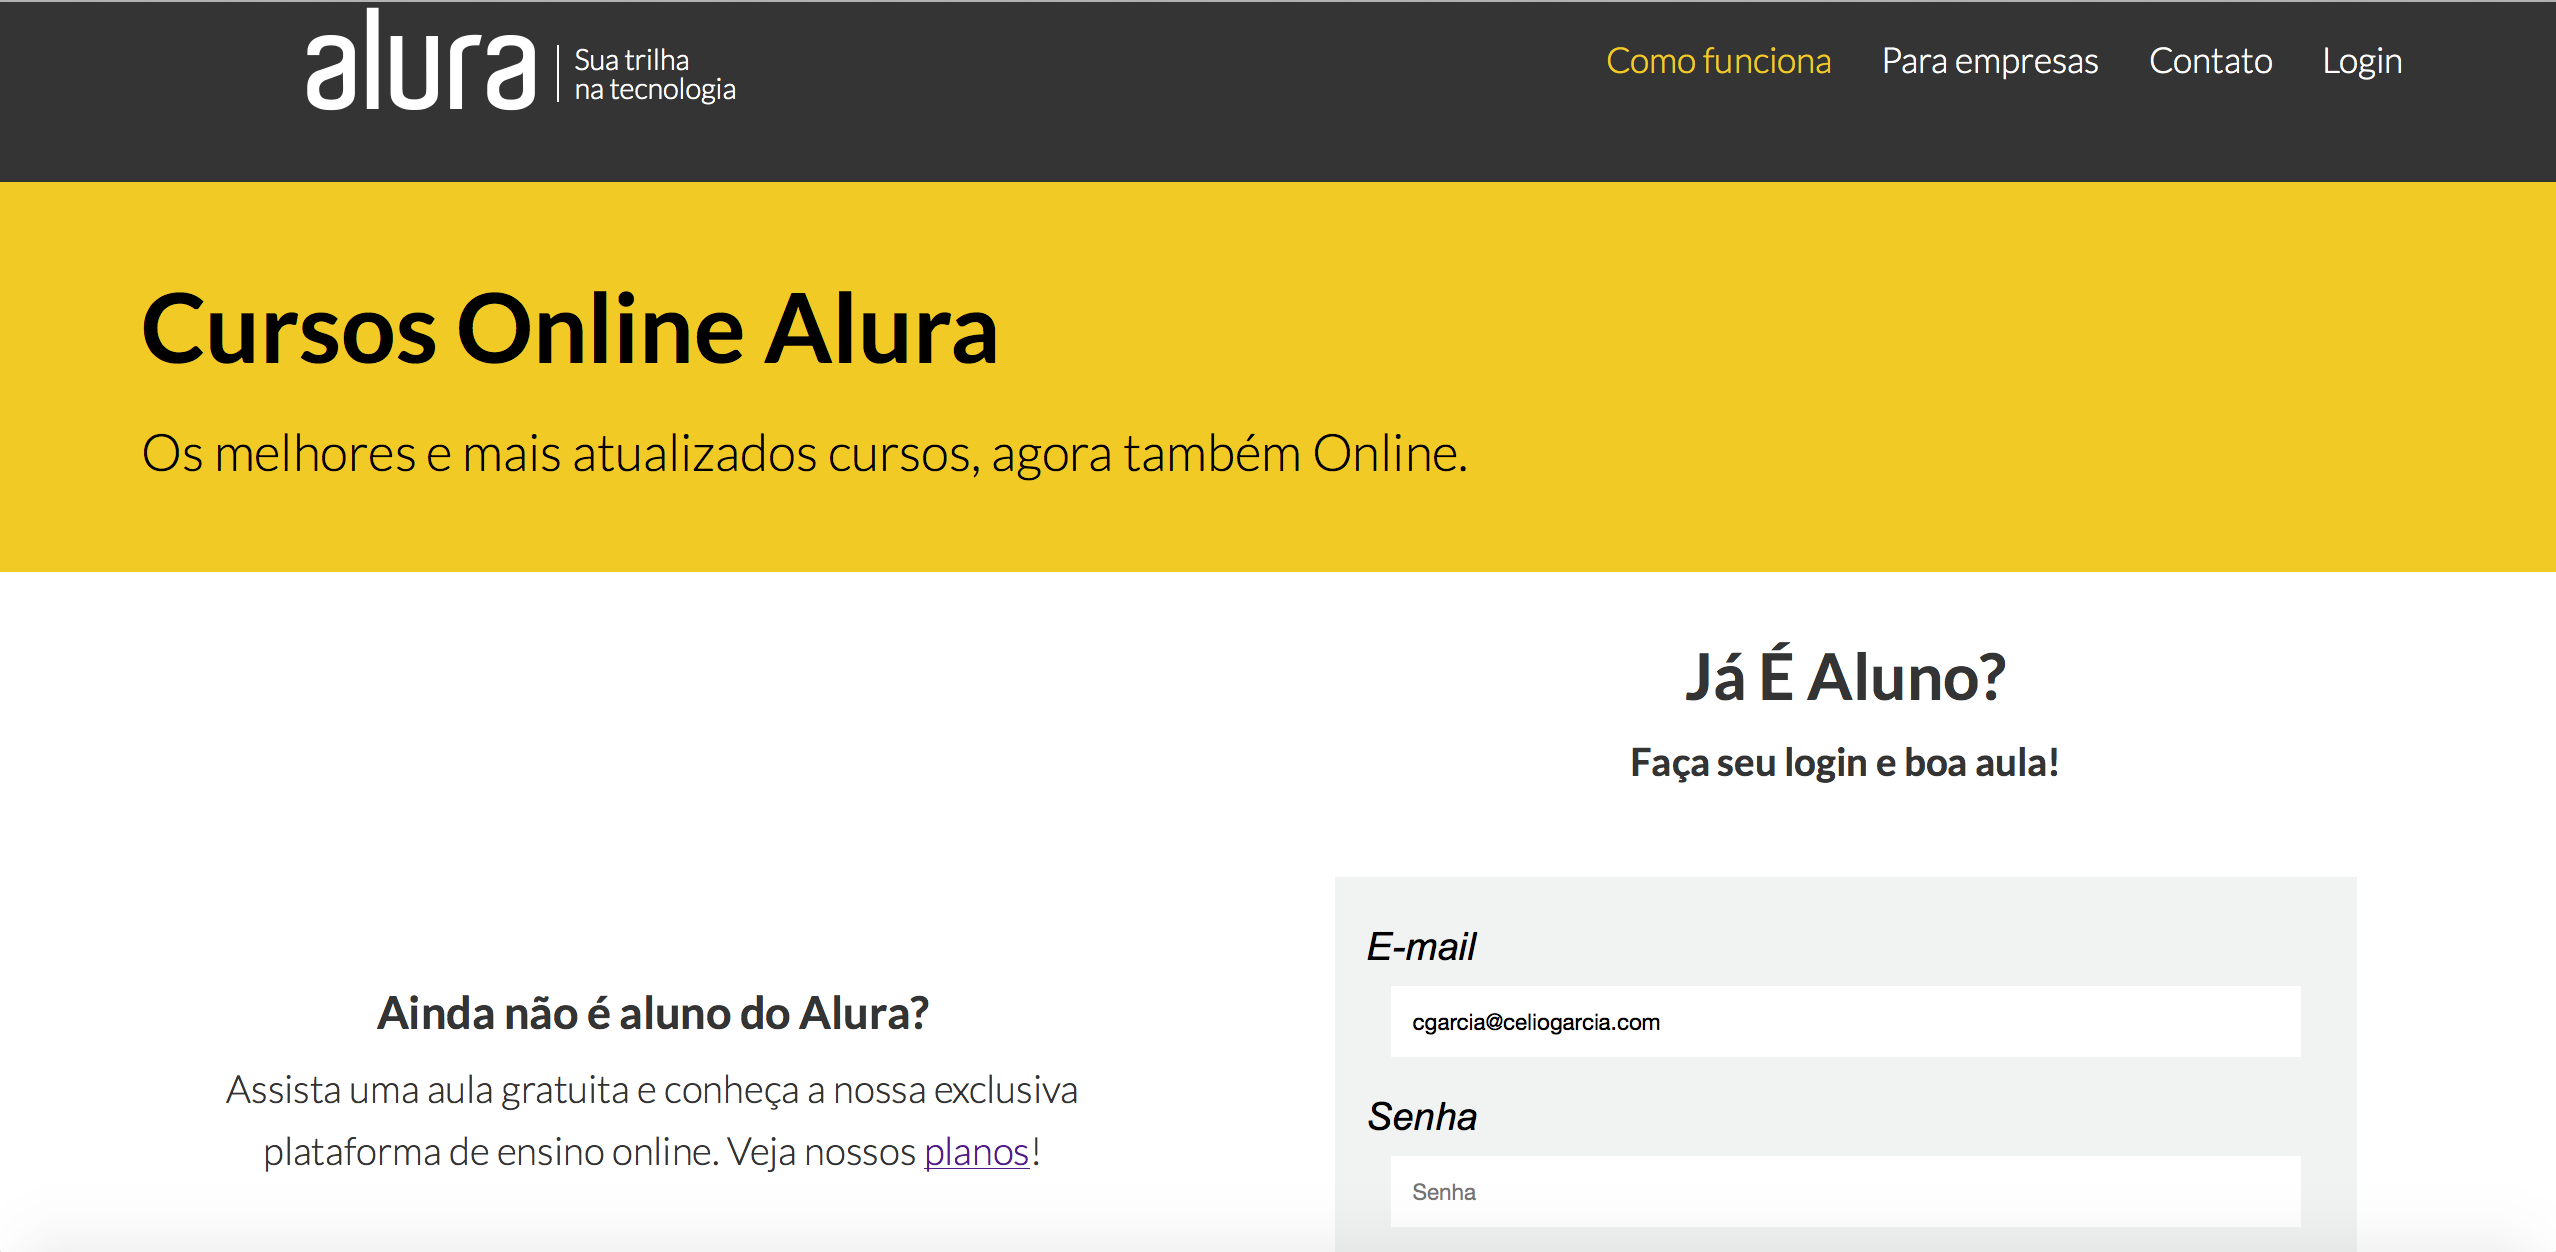 alura
Sua trilha
na tecnologia
Como funciona Para empresas Contato Login
Cursos Online Alura
Os melhores e mais atualizados cursos, agora também Online.
Já É Aluno?
Faça seu login e boa aula!
Ainda não é aluno do Alura?
Assista uma aula gratuita e conheça a nossa exclusiva
plataforma de ensino online. Veja nossos planos!
E-mail
cgarcia@celiogarcia.com
Senha
Senha